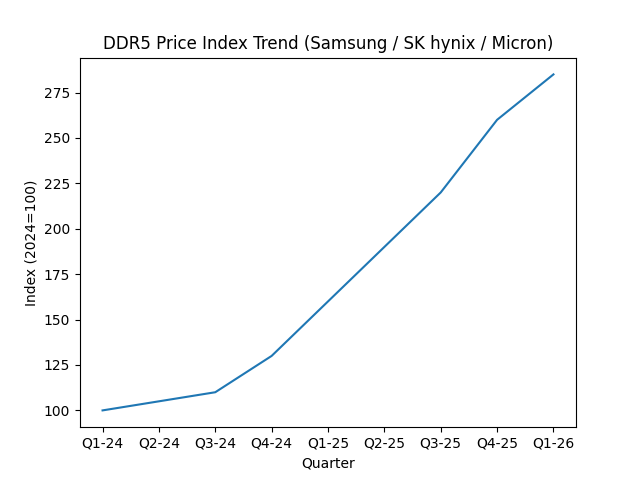 DDR5 Price Index Trend (Samsung / SK hynix / Micron)
Index (2024=100)
275
250
225
200
175
150
125
100
Q1-24 Q2-24 Q3-24 Q4-24 Q1-25 Q2-25 Q3-25 Q4-25 Q1-26
Quarter